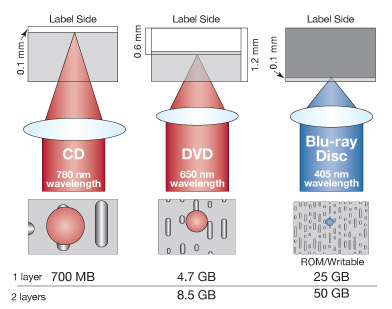 Label Side
Label Side
Label Side
0.1 mm
0.6 mm
1.2 mm
0.1 mm
CD
780 nm
wavelength
DVD
650 nm
wavelength
Blu-ray
Disc
405 nm
wavelength
ROM/Writable
1 layer 700 MB 4.7 GB 25 GB
2 layers 8.5 GB 50 GB